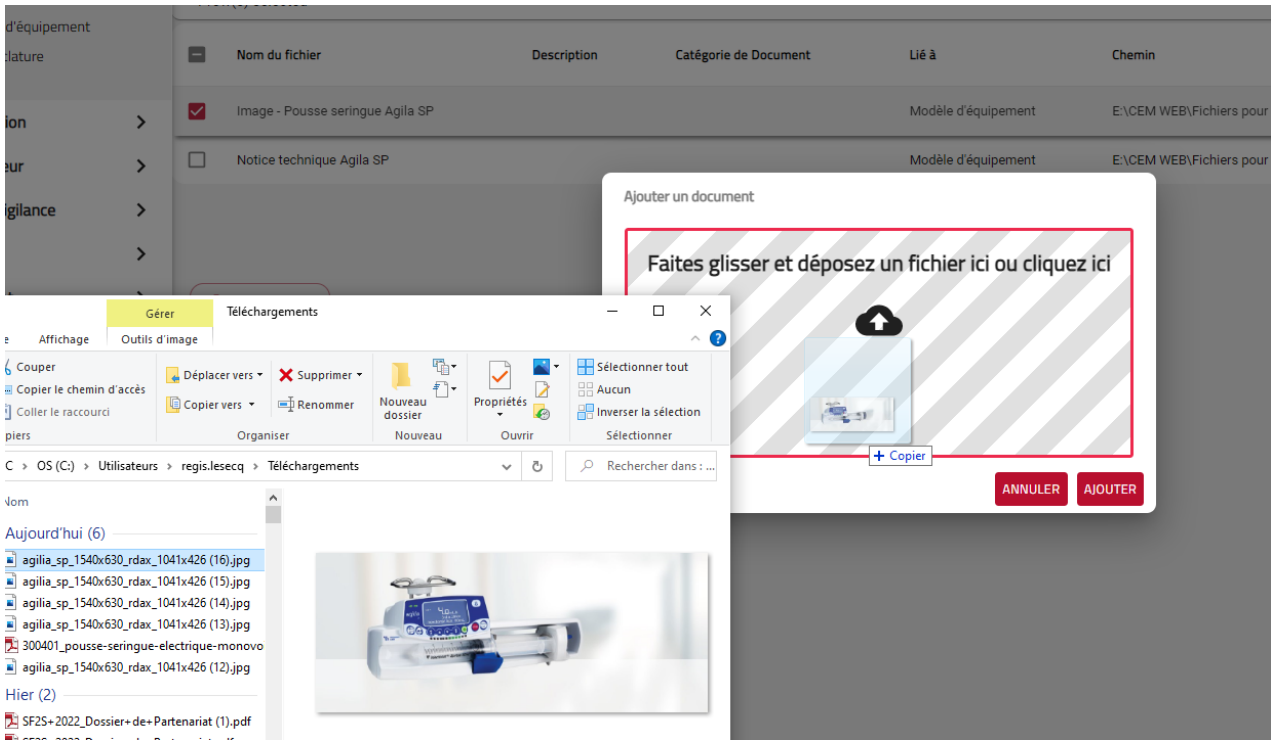 d'équipement
Nom du fichier Description Catégorie de Document Lié à Chemin
Image - Pousse seringue Agila SP Modèle d'équipement E:\CEM WEB\Fichiers pour
Notice technique Agila SP Modèle d'équipement E:\CEM WEB\Fichiers pour
Ajouter un document
Faites glisser et déposez un fichier ici ou cliquez ici
Copier
ANNULER AJOUTER
Gérer Téléchargements
Affichage Outils d'image
Couper
Copier le chemin d'accès
Coller le raccourci
Déplacer vers
Supprimer
Copier vers
Renommer
Organiser
Nouveau
dossier
Nouveau
Propriétés
Ouvrir
Sélectionner tout
Aucun
Inverser la sélection
Sélectionner
C > OS (C:) > Utilisateurs > regis.lesecq > Téléchargements
Rechercher dans : ...
Nom
Aujourd'hui (6)
agilia_sp_1540x630_rdax_1041x426 (16).jpg
agilia_sp_1540x630_rdax_1041x426 (15).jpg
agilia_sp_1540x630_rdax_1041x426 (14).jpg
agilia_sp_1540x630_rdax_1041x426 (13).jpg
300401_pousse-seringue-electrique-monovo
agilia_sp_1540x630_rdax_1041x426 (12).jpg
Hier (2)
SF2S+2022_Dossier+de+Partenariat (1).pdf